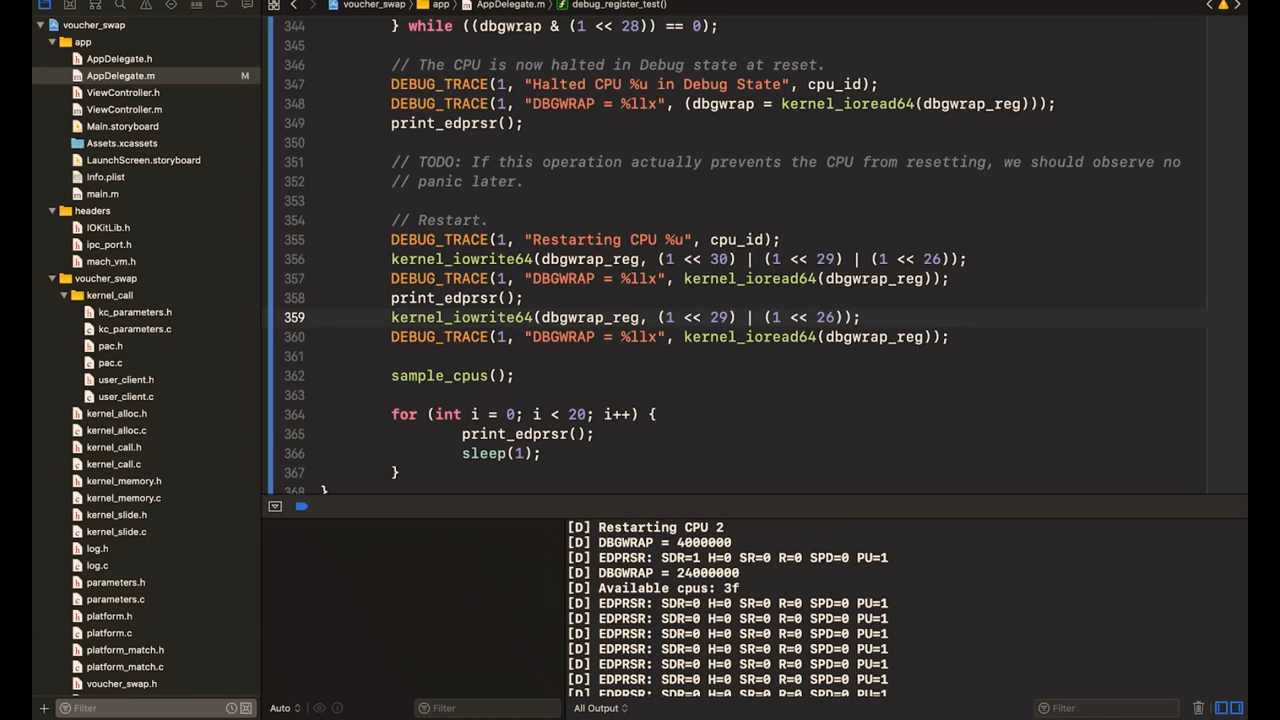 voucher_swap
app
AppDelegate.m
debug_register_test()
voucher_swap
app
AppDelegate.h
AppDelegate.m M
ViewController.h
ViewController.m
Main.storyboard
Assets.xcassets
LaunchScreen.storyboard
Info.plist
main.m
headers
IOKitLib.h
ipc_port.h
mach_vm.h
voucher_swap
kernel_call
kc_parameters.h
kc_parameters.c
pac.h
pac.c
user_client.h
user_client.c
kernel_alloc.h
kernel_alloc.c
kernel_call.h
kernel_call.c
kernel_memory.h
kernel_memory.c
kernel_slide.h
kernel_slide.c
log.h
log.c
parameters.h
parameters.c
platform.h
platform.c
platform_match.h
platform_match.c
voucher_swap.h
Filter
344 } while ((dbgwrap & (1 << 28)) == 0);
345
346 // The CPU is now halted in Debug state at reset.
347 DEBUG_TRACE(1, "Halted CPU %u in Debug State", cpu_id);
348 DEBUG_TRACE(1, "DBGWRAP = %llx", (dbgwrap = kernel_ioread64(dbgwrap_reg)));
349 print_edprsr();
350
351 // TODO: If this operation actually prevents the CPU from resetting, we should observe no
352 // panic later.
353
354 // Restart.
355 DEBUG_TRACE(1, "Restarting CPU %u", cpu_id);
356 kernel_iowrite64(dbgwrap_reg, (1 << 30) | (1 << 29) | (1 << 26));
357 DEBUG_TRACE(1, "DBGWRAP = %llx", kernel_ioread64(dbgwrap_reg));
358 print_edprsr();
359 kernel_iowrite64(dbgwrap_reg, (1 << 29) | (1 << 26));
360 DEBUG_TRACE(1, "DBGWRAP = %llx", kernel_ioread64(dbgwrap_reg));
361
362 sample_cpus();
363
364 for (int i = 0; i < 20; i++) {
365 print_edprsr();
366 sleep(1);
367 }
368 }
[D] Restarting CPU 2
[D] DBGWRAP = 4000000
[D] EDPRSR: SDR=1 H=0 SR=0 R=0 SPD=0 PU=1
[D] DBGWRAP = 24000000
[D] Available cpus: 3f
[D] EDPRSR: SDR=0 H=0 SR=0 R=0 SPD=0 PU=1
[D] EDPRSR: SDR=0 H=0 SR=0 R=0 SPD=0 PU=1
[D] EDPRSR: SDR=0 H=0 SR=0 R=0 SPD=0 PU=1
[D] EDPRSR: SDR=0 H=0 SR=0 R=0 SPD=0 PU=1
[D] EDPRSR: SDR=0 H=0 SR=0 R=0 SPD=0 PU=1
[D] EDPRSR: SDR=0 H=0 SR=0 R=0 SPD=0 PU=1
[D] EDPRSR: SDR=0 H=0 SR=0 R=0 SPD=0 PU=1
Auto
Filter
All Output
Filter